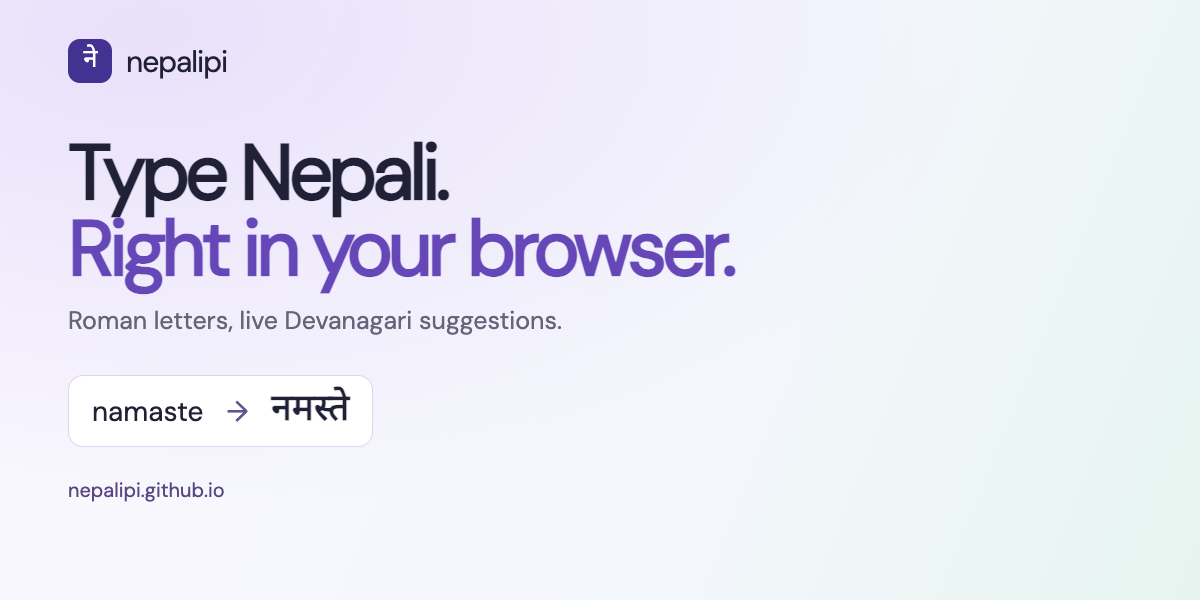 ने nepalipi
Type Nepali.
Right in your browser.
Roman letters, live Devanagari suggestions.
namaste → नमस्ते
nepalipi.github.io